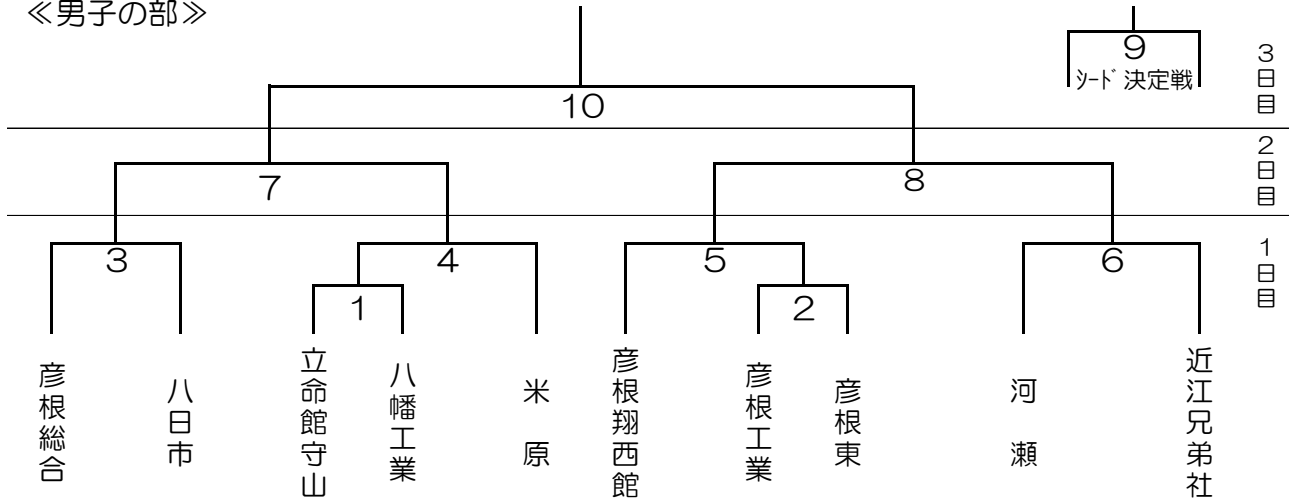 ≪男子の部≫
9
シード決定戦
3日目
10
2日目
7
8
1日目
3
4
5
6
1
2
彦根総合
八日市
立命館守山
八幡工業
米原
彦根翔西館
彦根工業
彦根東
河瀬
近江兄弟社